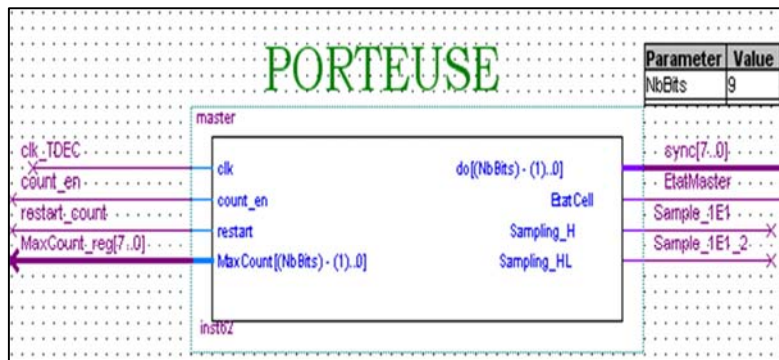 PORTEUSE
Parameter Value
NbBits 9
master
clk_TDEC
count_en
restart_count
MaxCount_reg[7..0]
clk
count_en
restart
MaxCount[(NbBits) - (1)..0]
do[(NbBits) - (1)..0]
EtatCell
Sampling_H
Sampling_HL
sync[7..0]
EtatMaster
Sample_1E1
Sample_1E1_2
inst62